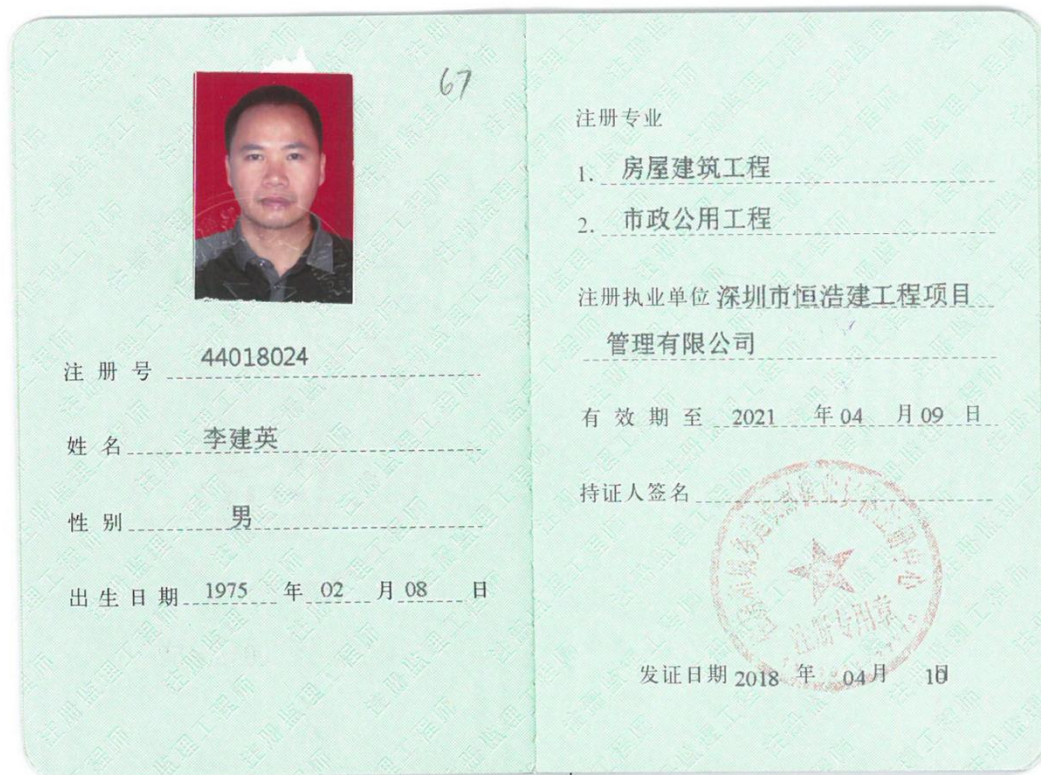 67
注册号 44018024
姓名 李建英
性别 男
出生日期 1975 年 02 月 08 日
注册专业
1. 房屋建筑工程
2. 市政公用工程
注册执业单位 深圳市恒浩建工程项目
管理有限公司
有效期至 2021 年 04 月 09 日
持证人签名
注册专用章
发证日期 2018 年 04 月 10 日